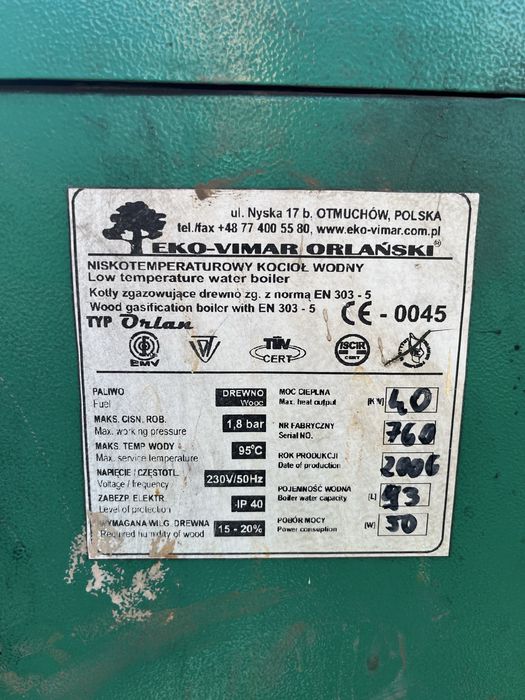 ul. Nyska 17 b, OTMUCHÓW, POLSKA
tel./fax +48 77 400 55 80, www.eko-vimar.com.pl
EKO-VIMAR ORLAŃSKI®
NISKOTEMPERATUROWY KOCIOŁ WODNY
Low temperature water boiler
Kotły zgazowujące drewno zg. z normą EN 303 - 5
Wood gasification boiler with EN 303 - 5
CE - 0045
TYP Orlan
EMV
TÜV CERT
ISCIR CERT
PALIWO
Fuel
DREWNO
Wood
MAKS. CISN. ROB.
Max. working pressure
1,8 bar
MAKS. TEMP WODY
Max. service temperature
95°C
NAPIĘCIE / CZĘSTOTL.
Voltage / frequency
230V/50Hz
ZABEZP. ELEKTR.
Level of protection
IP 40
WYMAGANA WILG. DREWNA
Required humidity of wood
15 - 20%
MOC CIEPLNA
Max. heat output
[KW] 40
NR FABRYCZNY
Serial NO.
760
ROK PRODUKCJI
Date of production
2006
POJEMNOŚĆ WODNA
Boiler water capacity
[L] 93
POBÓR MOCY
Power consuption
[W] 50